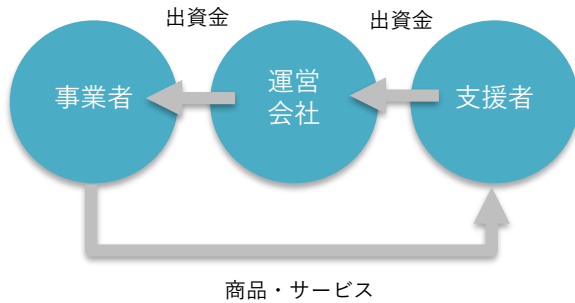 出資金
出資金
事業者
運営
会社
支援者
商品・サービス